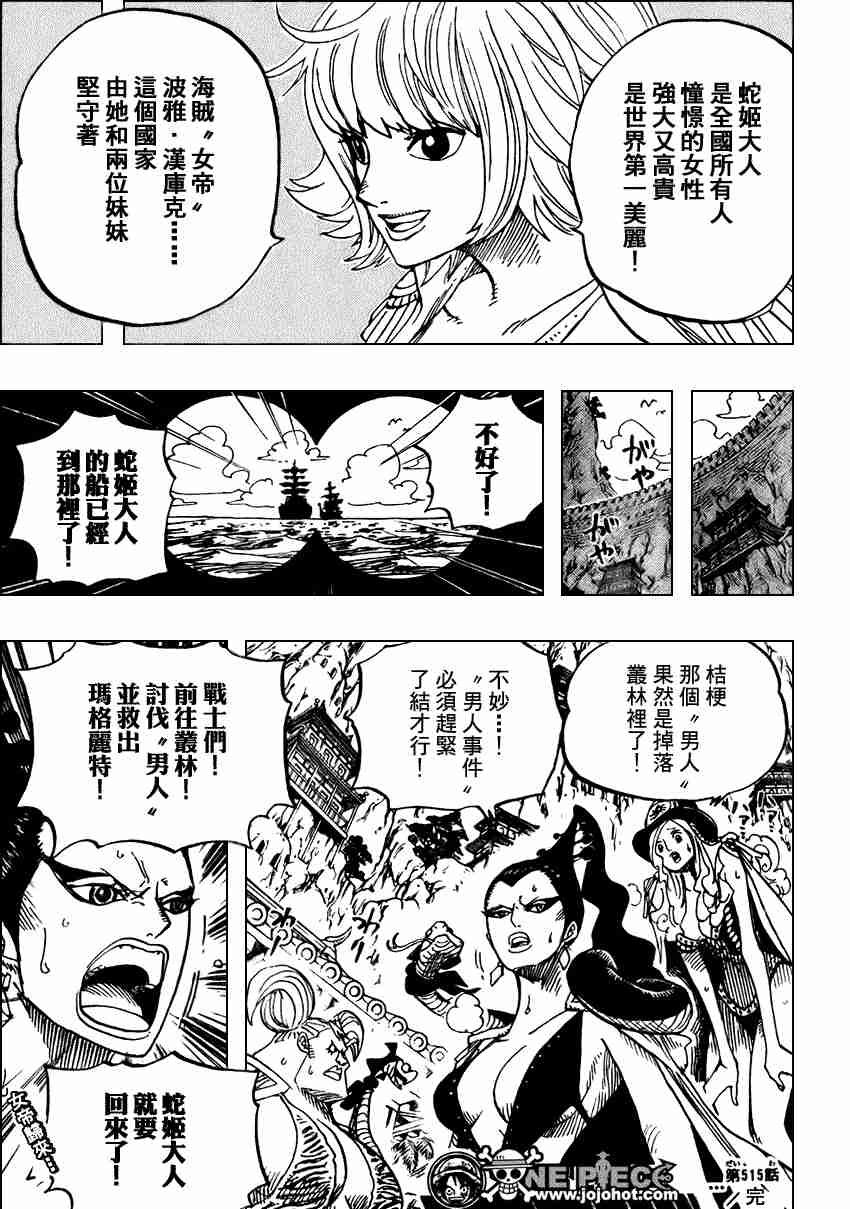 蛇姬大人
是全國所有人
憧憬的女性
強大又高貴
是世界第一美麗！
海賊〝女帝〞
波雅．漢庫克……
這個國家
由她和兩位妹妹
堅守著
がや
がや
不好了！
蛇姬大人
的船已經
到那裡了！
桔梗
那個〝男人〞
果然是掉落
叢林裡了！
不妙……！
〝男人事件〞
必須趕緊
了結才行！
戰士們！
前往叢林！
討伐〝男人〞
並救出
瑪格麗特！
蛇姬大人
就要
回來了！
女帝歸來…
ONE PIECE
www.jojohot.com
第515話
…／完